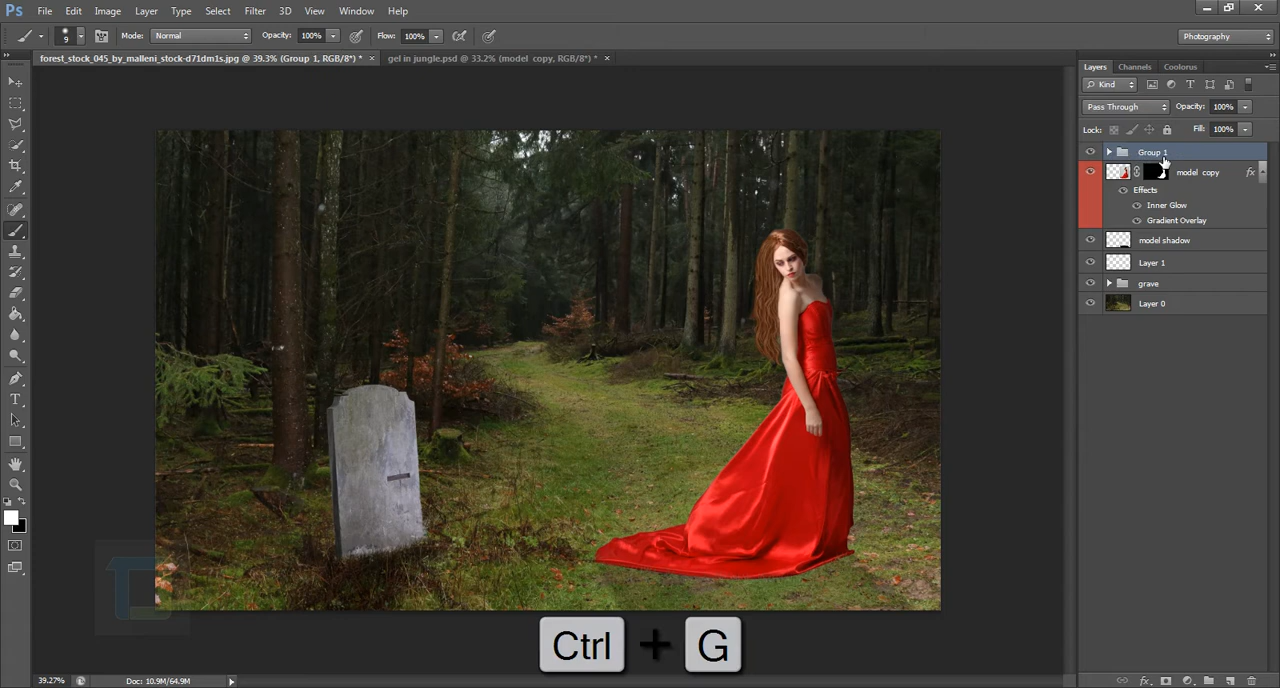 Ps File Edit Image Layer Type Select Filter 3D View Window Help
9 Mode: Normal Opacity: 100% Flow: 100% Photography
forest_stock_045_by_malleni_stock-d71dm1s.jpg @ 39.3% (Group 1, RGB/8*) * × gel in jungle.psd @ 33.2% (model copy, RGB/8*) * ×
Layers Channels Coolorus
Kind
Pass Through Opacity: 100%
Lock: Fill: 100%
Group 1
model copy fx
Effects
Inner Glow
Gradient Overlay
model shadow
Layer 1
grave
Layer 0
Ctrl + G
39.27% Doc: 10.9M/64.9M